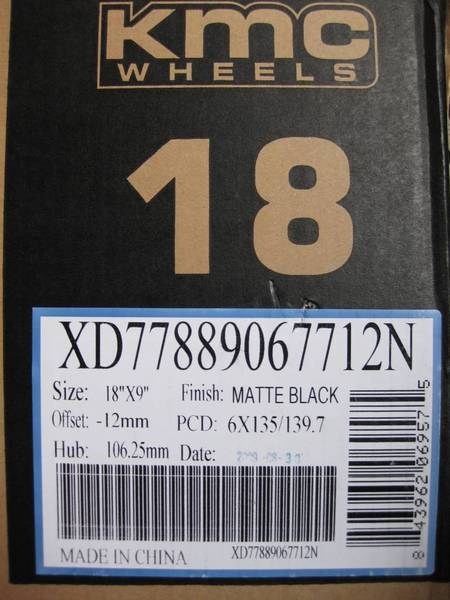 KMC
WHEELS
18
XD77889067712N
Size: 18"X9" Finish: MATTE BLACK
Offset: -12mm PCD: 6X135/139.7
Hub: 106.25mm Date:
8 43962 06957 5
MADE IN CHINA XD77889067712N